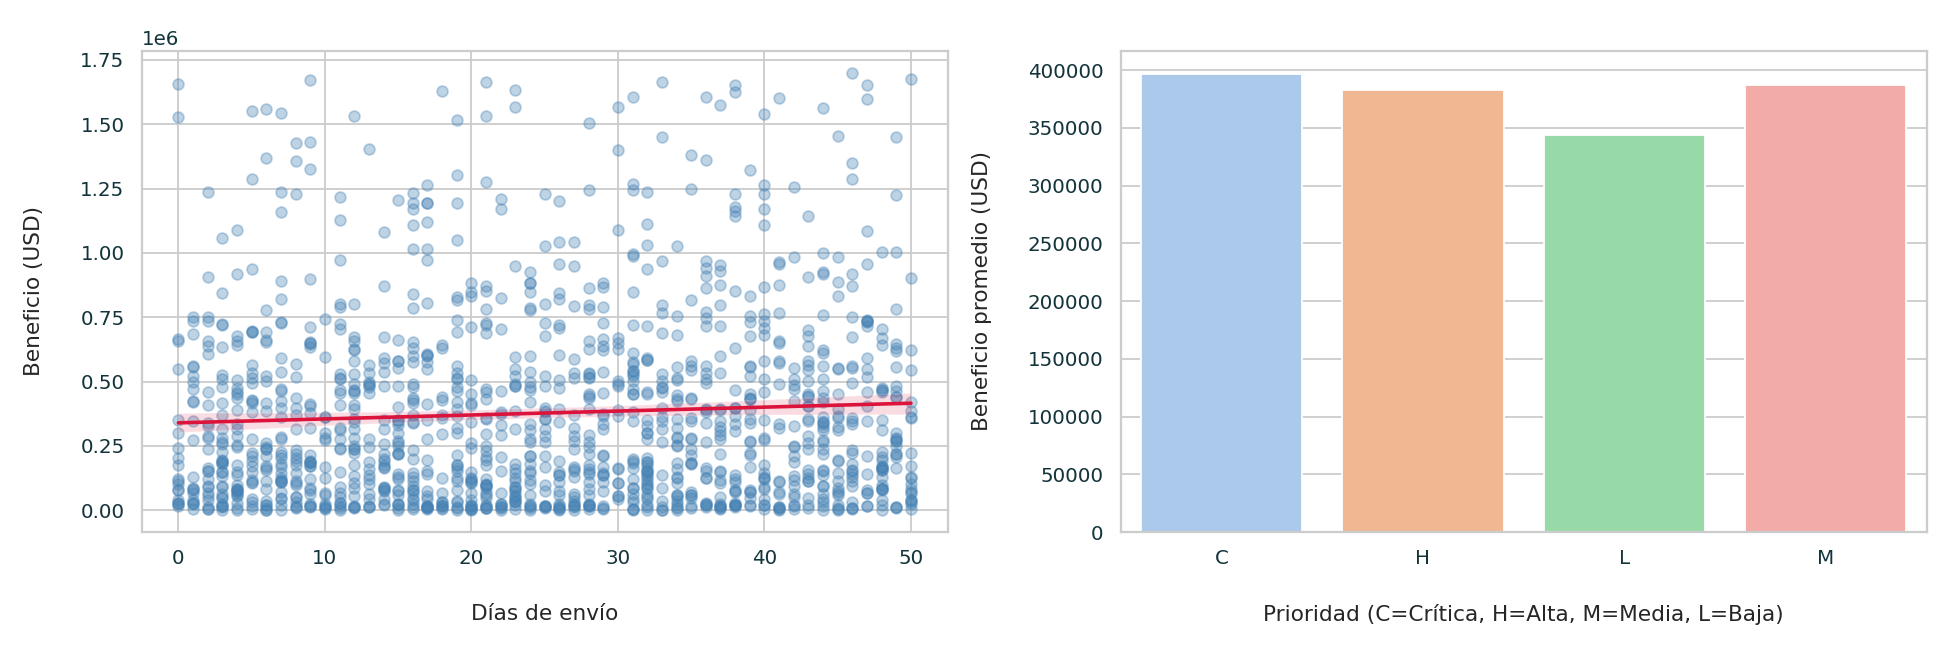 1e6
1.75
1.50
1.25
1.00
0.75
0.50
0.25
0.00
Beneficio (USD)
0 10 20 30 40 50
Días de envío
400000
350000
300000
250000
200000
150000
100000
50000
0
Beneficio promedio (USD)
C H L M
Prioridad (C=Crítica, H=Alta, M=Media, L=Baja)